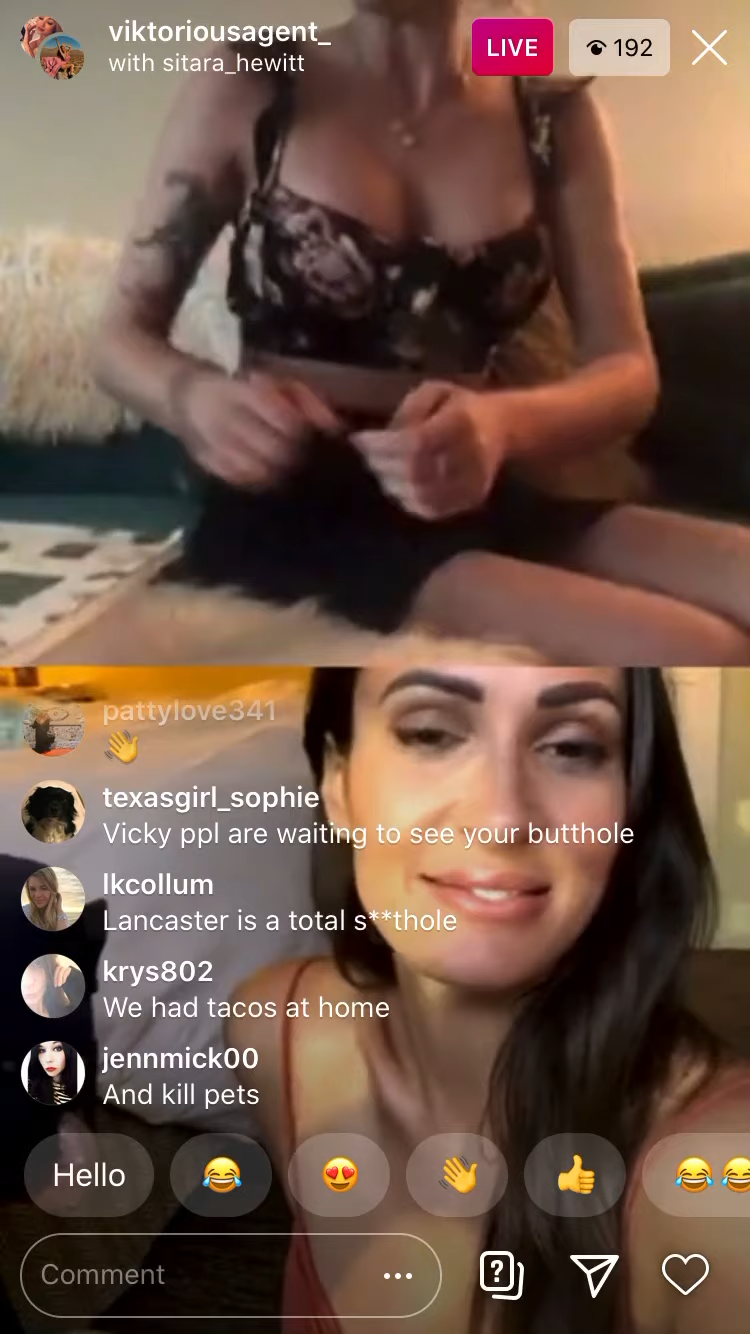 viktoriousagent_
with sitara_hewitt
LIVE
192
pattylove341
👋
texasgirl_sophie
Vicky ppl are waiting to see your butthole
lkcollum
Lancaster is a total s**thole
krys802
We had tacos at home
jennmick00
And kill pets
Hello 😂 😍 👋 👍 😂😂
Comment